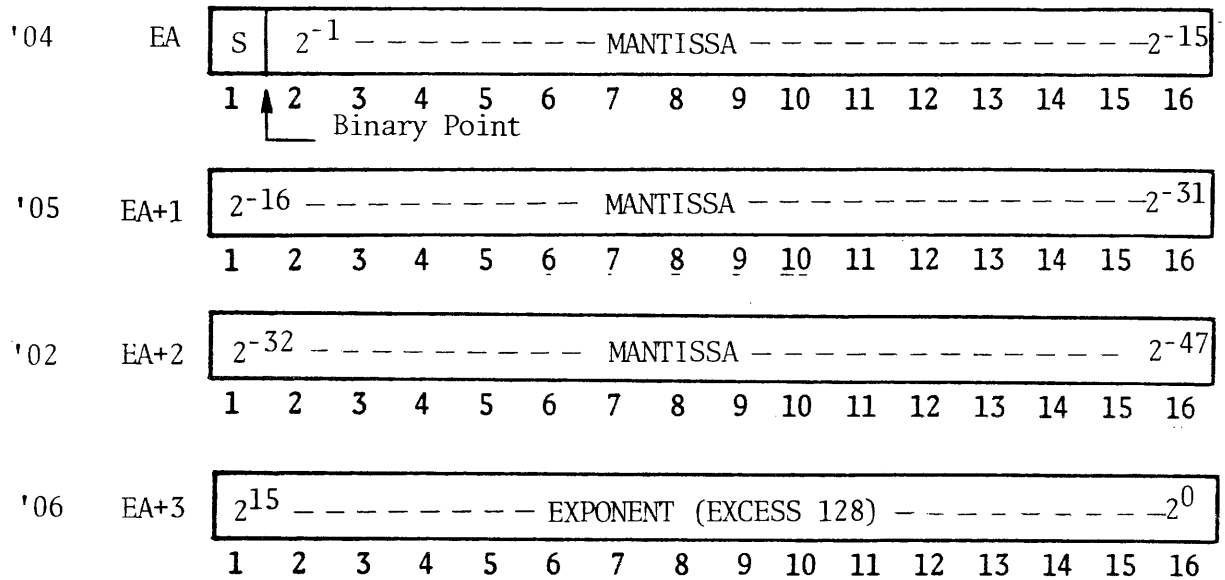 '04 EA S 2^-1 – – – – – – – – MANTISSA – – – – – – – – – – – – –2^-15
1 2 3 4 5 6 7 8 9 10 11 12 13 14 15 16
Binary Point
'05 EA+1 2^-16 – – – – – – – – – MANTISSA – – – – – – – – – – – – –2^-31
1 2 3 4 5 6 7 8 9 10 11 12 13 14 15 16
'02 EA+2 2^-32 – – – – – – – – – MANTISSA – – – – – – – – – – – – 2^-47
1 2 3 4 5 6 7 8 9 10 11 12 13 14 15 16
'06 EA+3 2^15 – – – – – – – – EXPONENT (EXCESS 128) – – – – – – – – –2^0
1 2 3 4 5 6 7 8 9 10 11 12 13 14 15 16